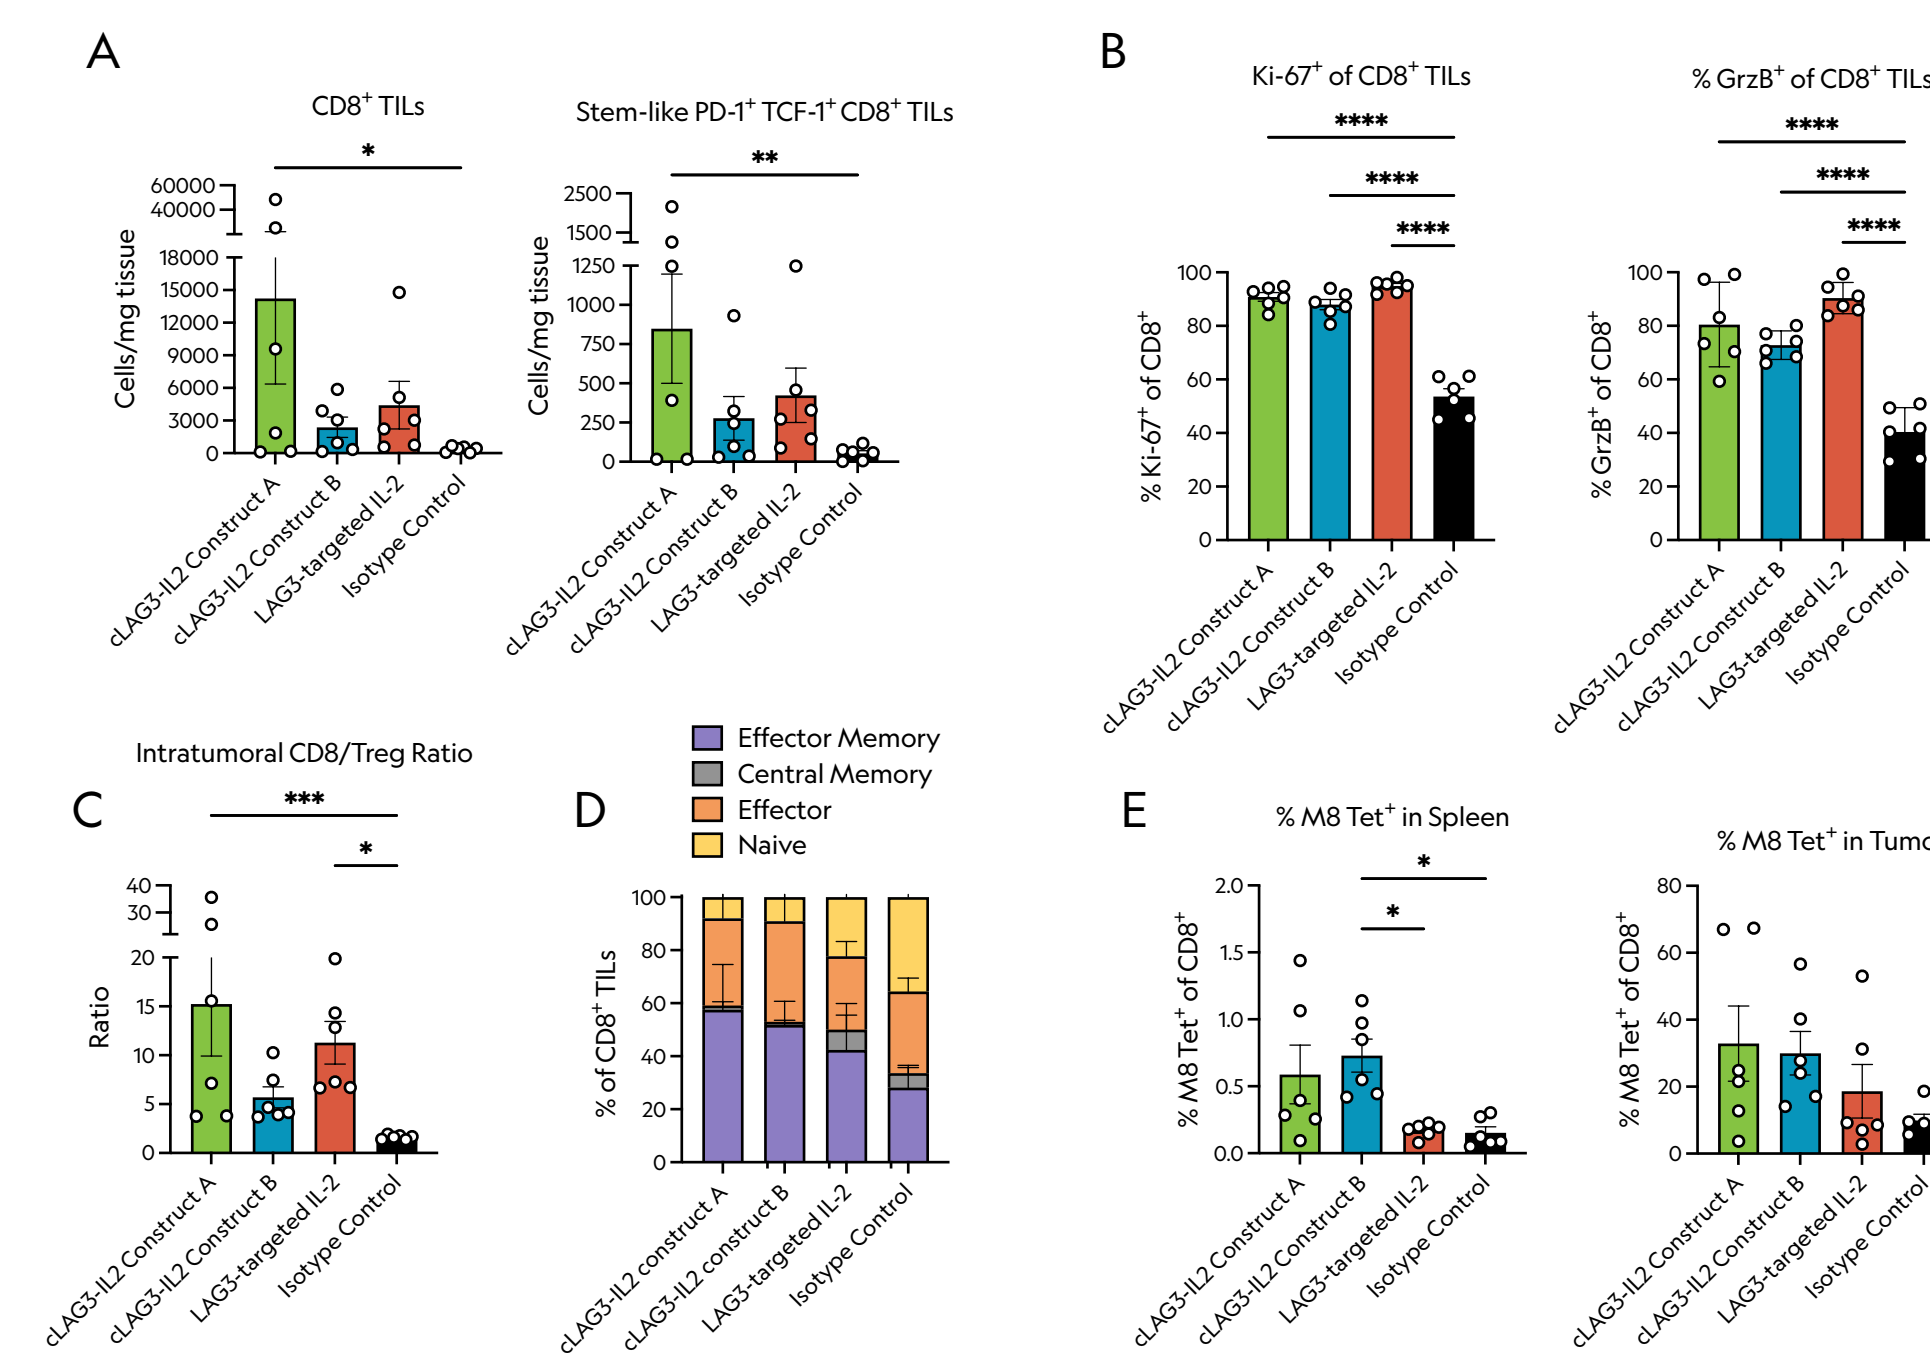 A
CD8+ TILs
*
60000
40000
18000
15000
12000
9000
6000
3000
0
Cells/mg tissue
cLAG3-IL2 Construct A
cLAG3-IL2 Construct B
LAG3-targeted IL-2
Isotype Control
Stem-like PD-1+ TCF-1+ CD8+ TILs
**
2500
1500
1250
1000
750
500
250
0
Cells/mg tissue
cLAG3-IL2 Construct A
cLAG3-IL2 Construct B
LAG3-targeted IL-2
Isotype Control
B
Ki-67+ of CD8+ TILs
****
****
****
100
80
60
40
20
0
% Ki-67+ of CD8+
cLAG3-IL2 Construct A
cLAG3-IL2 Construct B
LAG3-targeted IL-2
Isotype Control
% GrzB+ of CD8+ TILs
****
****
****
100
80
60
40
20
0
% GrzB+ of CD8+
cLAG3-IL2 Construct A
cLAG3-IL2 Construct B
LAG3-targeted IL-2
Isotype Control
C
Intratumoral CD8/Treg Ratio
***
*
40
30
20
15
10
5
0
Ratio
cLAG3-IL2 Construct A
cLAG3-IL2 Construct B
LAG3-targeted IL-2
Isotype Control
D
Effector Memory
Central Memory
Effector
Naive
100
80
60
40
20
0
% of CD8+ TILs
cLAG3-IL2 construct A
cLAG3-IL2 construct B
LAG3-targeted IL-2
Isotype Control
E
% M8 Tet+ in Spleen
*
*
2.0
1.5
1.0
0.5
0.0
% M8 Tet+ of CD8+
cLAG3-IL2 Construct A
cLAG3-IL2 Construct B
LAG3-targeted IL-2
Isotype Control
% M8 Tet+ in Tumo
80
60
40
20
0
% M8 Tet+ of CD8+
cLAG3-IL2 Construct A
cLAG3-IL2 Construct B
LAG3-targeted IL-2
Isotype Control